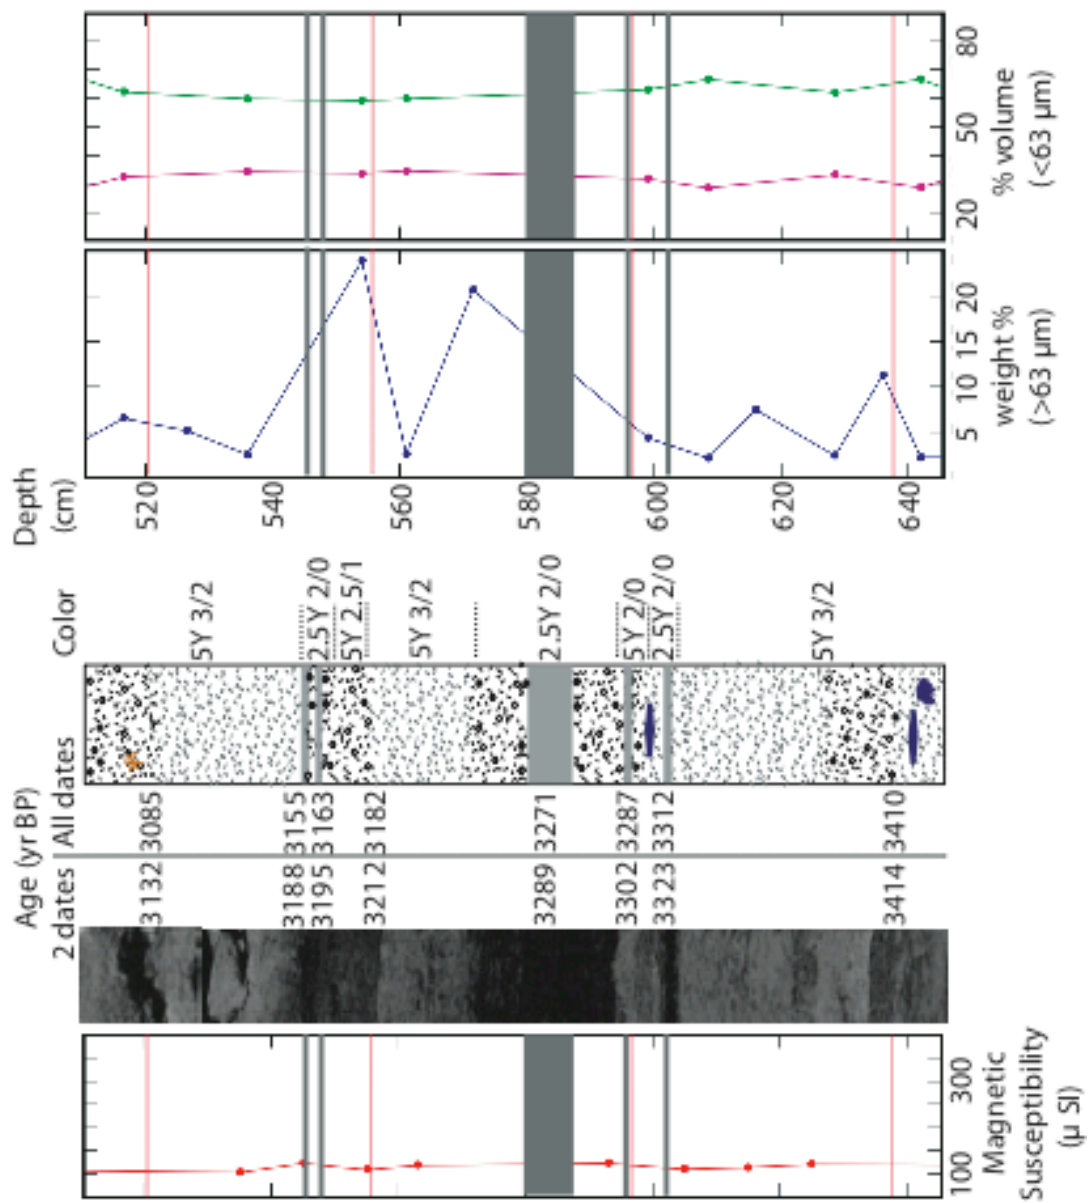 80
50
20
% volume
(<63 µm)
20
15
10
5
weight %
(>63 µm)
Depth
(cm)
520
540
560
580
600
620
640
Color
5Y 3/2
2.5Y 2/0
5Y 2.5/1
5Y 3/2
2.5Y 2/0
5Y 2/0
2.5Y 2/0
5Y 3/2
Age (yr BP)
2 dates All dates
3132 3085
3188 3155
3195 3163
3212 3182
3289 3271
3302 3287
3323 3312
3414 3410
300
100
Magnetic
Susceptibility
(µ SI)